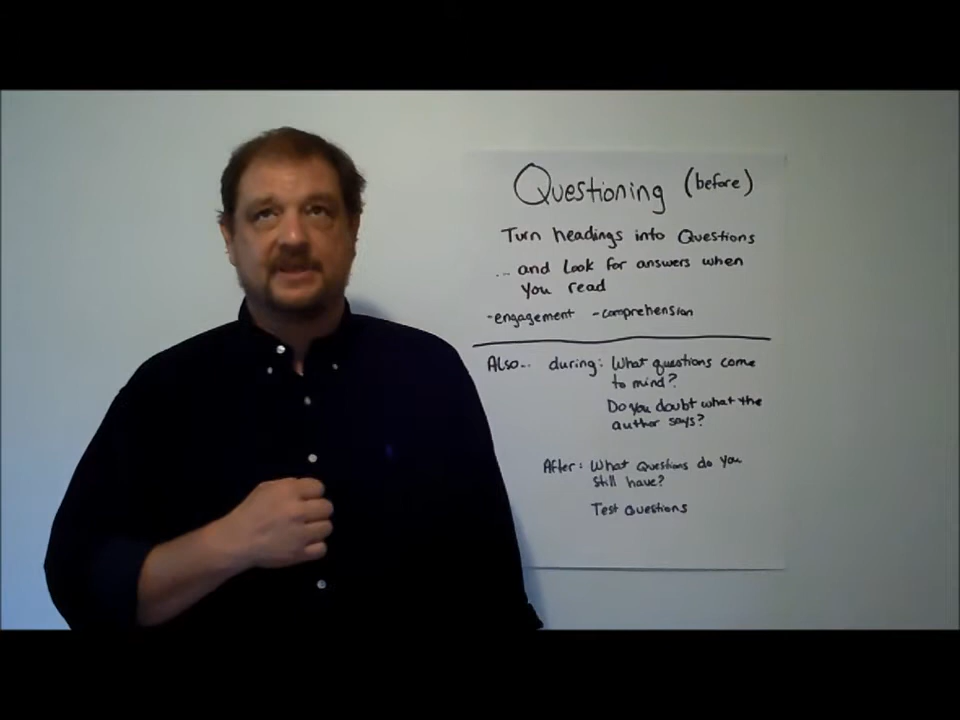 Questioning (before)
Turn headings into Questions
... and look for answers when
you read
-engagement -comprehension
Also... during: What questions come
to mind?
Do you doubt what the
author says?
After: What Questions do you
still have?
Test Questions